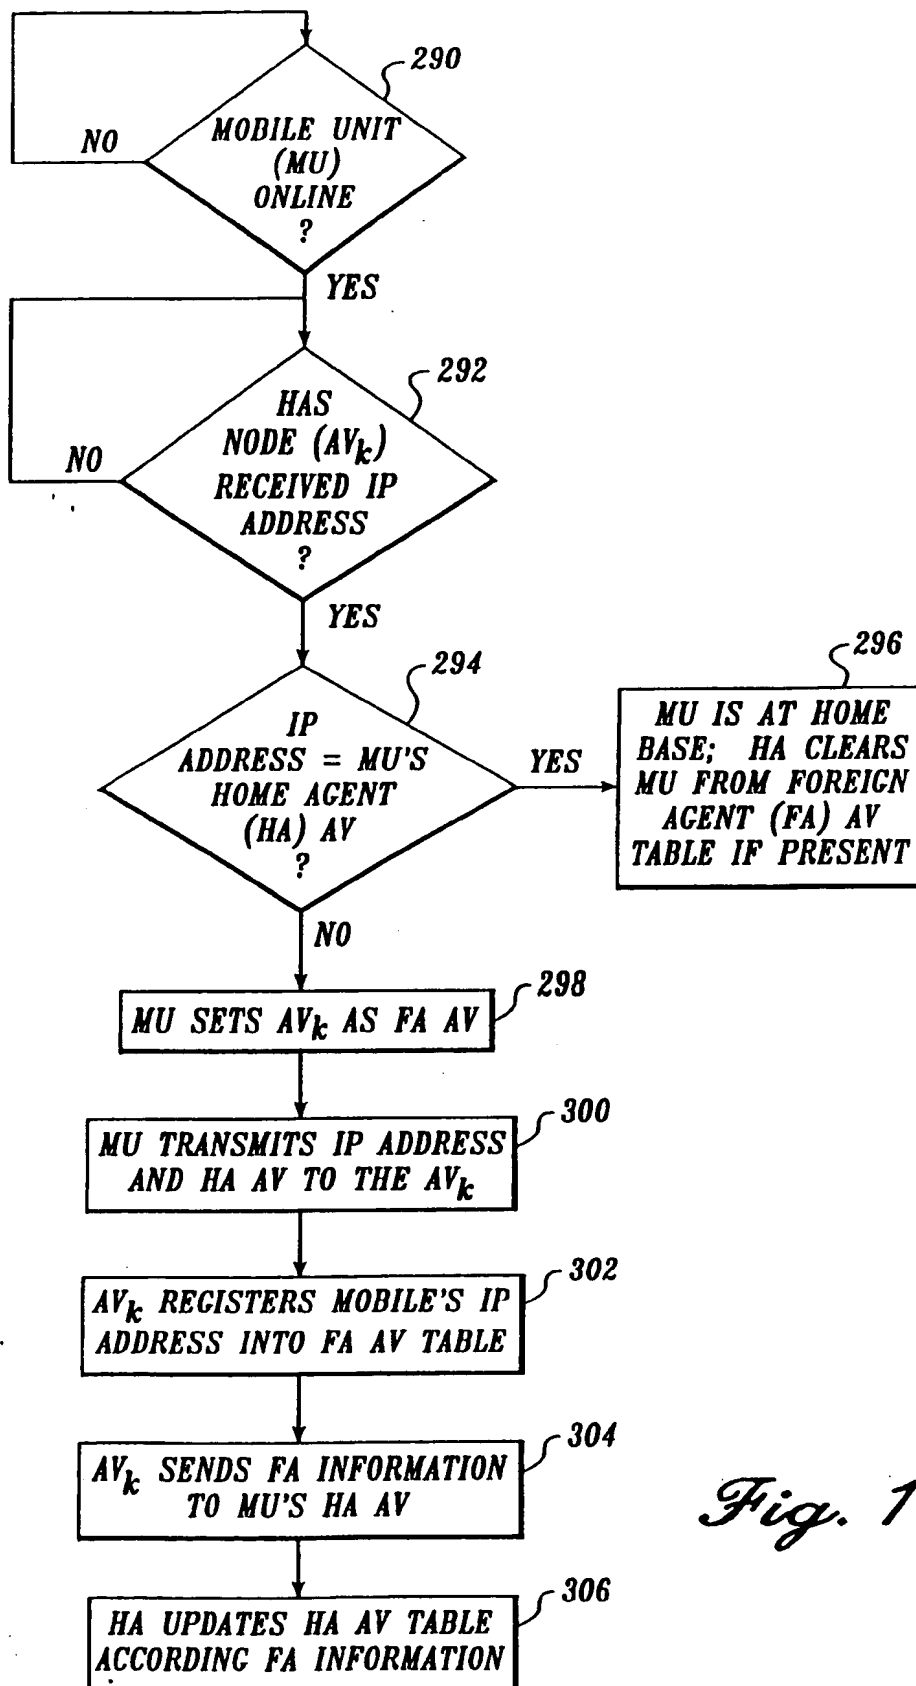 290
MOBILE UNIT
(MU)
ONLINE
?
NO
YES
292
HAS
NODE (AVk)
RECEIVED IP
ADDRESS
?
NO
YES
294
IP
ADDRESS = MU'S
HOME AGENT
(HA) AV
?
YES
296
MU IS AT HOME
BASE; HA CLEARS
MU FROM FOREIGN
AGENT (FA) AV
TABLE IF PRESENT
NO
298
MU SETS AVk AS FA AV
300
MU TRANSMITS IP ADDRESS
AND HA AV TO THE AVk
302
AVk REGISTERS MOBILE'S IP
ADDRESS INTO FA AV TABLE
304
AVk SENDS FA INFORMATION
TO MU'S HA AV
306
HA UPDATES HA AV TABLE
ACCORDING FA INFORMATION
Fig. 1